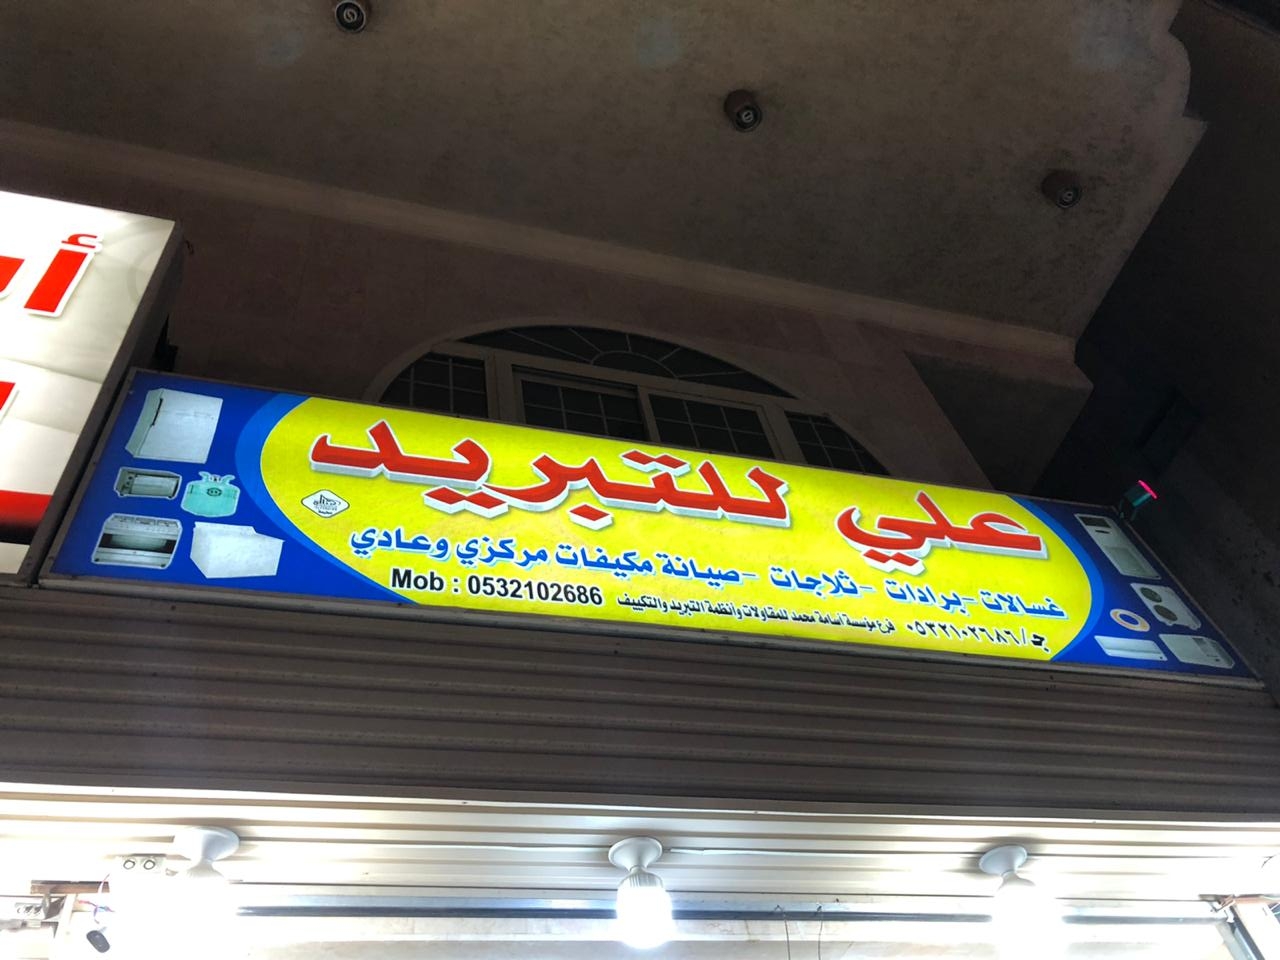 علي للتبريد
غسالات - برادات - ثلاجات - صيانة مكيفات مركزي وعادي
ج/٠٥٣٢١٠٢٦٨٦ فرع مؤسسة أسامة محمد للمقاولات وأنظمة التبريد والتكييف Mob : 0532102686